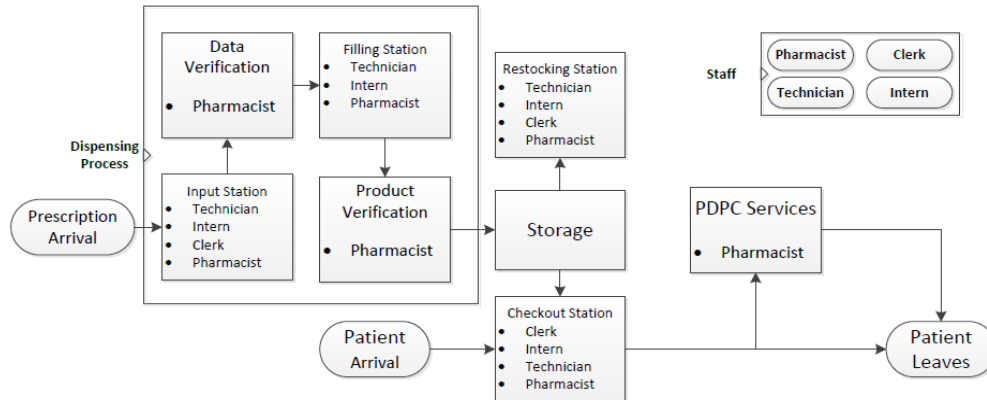 Data
Verification
• Pharmacist
Filling Station
• Technician
• Intern
• Pharmacist
Restocking Station
• Technician
• Intern
• Clerk
• Pharmacist
Staff
Pharmacist
Clerk
Technician
Intern
Dispensing
Process
Prescription
Arrival
Input Station
• Technician
• Intern
• Clerk
• Pharmacist
Product
Verification
• Pharmacist
Storage
PDPC Services
• Pharmacist
Patient
Arrival
Checkout Station
• Clerk
• Intern
• Technician
• Pharmacist
Patient
Leaves